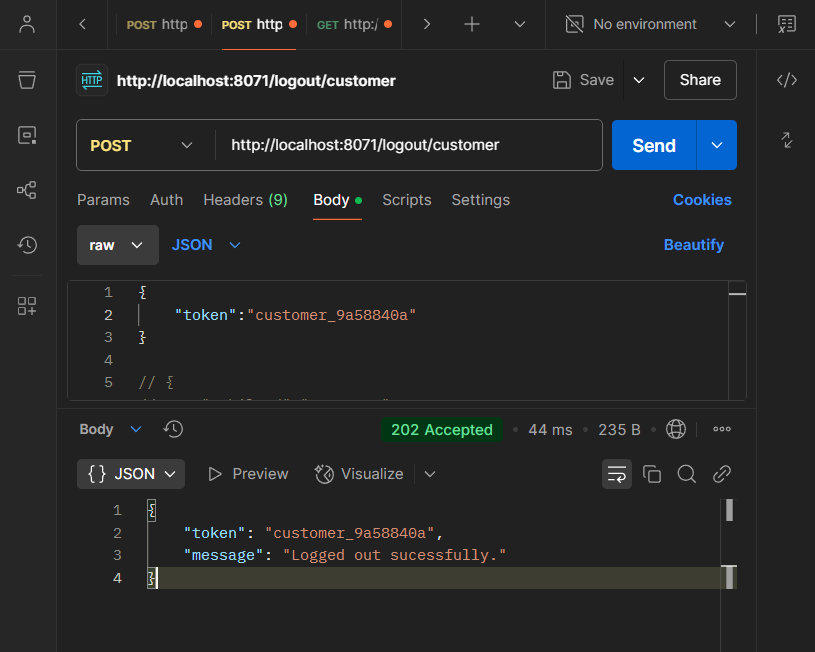 POST http
POST http
GET http:/
No environment
HTTP
http://localhost:8071/logout/customer
Save
Share
POST
http://localhost:8071/logout/customer
Send
Params
Auth
Headers (9)
Body
Scripts
Settings
Cookies
raw
JSON
Beautify
1 {
2 "token":"customer_9a58840a"
3 }
4
5 // {
Body
202 Accepted
44 ms
235 B
{} JSON
Preview
Visualize
1 {
2 "token": "customer_9a58840a",
3 "message": "Logged out sucessfully."
4 }